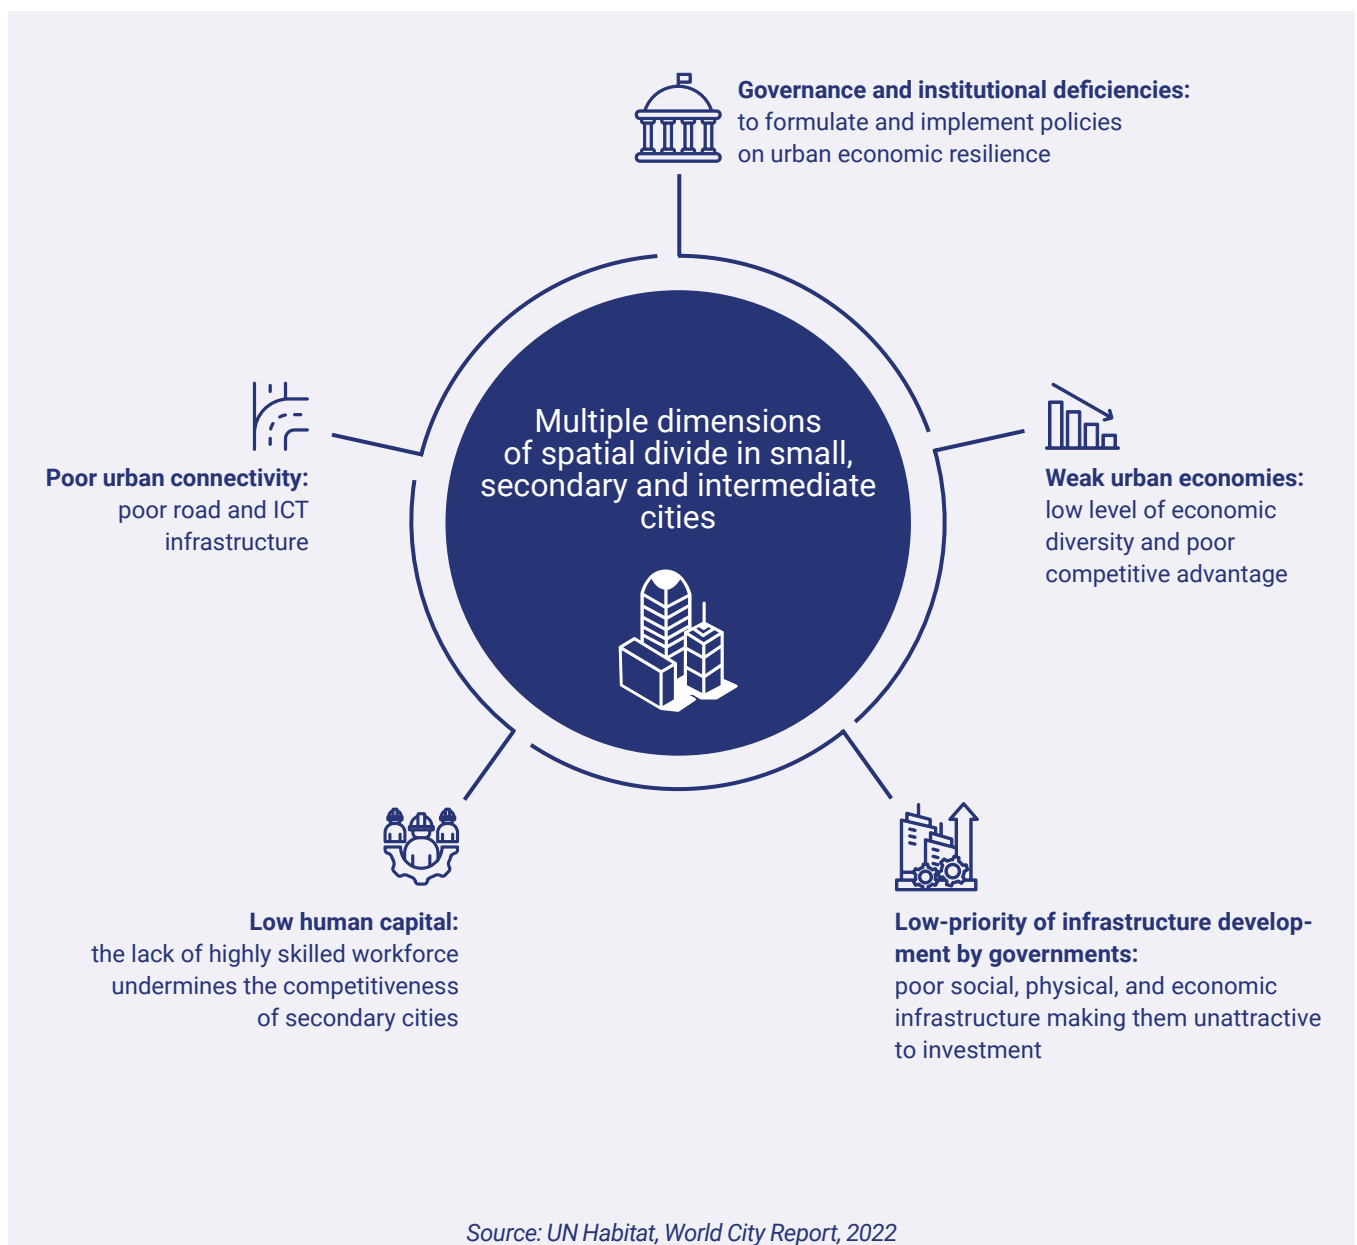 Governance and institutional deficiencies:
to formulate and implement policies
on urban economic resilience
Multiple dimensions
of spatial divide in small,
secondary and intermediate
cities
Poor urban connectivity:
poor road and ICT
infrastructure
Weak urban economies:
low level of economic
diversity and poor
competitive advantage
Low human capital:
the lack of highly skilled workforce
undermines the competitiveness
of secondary cities
Low-priority of infrastructure develop-
ment by governments:
poor social, physical, and economic
infrastructure making them unattractive
to investment
Source: UN Habitat, World City Report, 2022